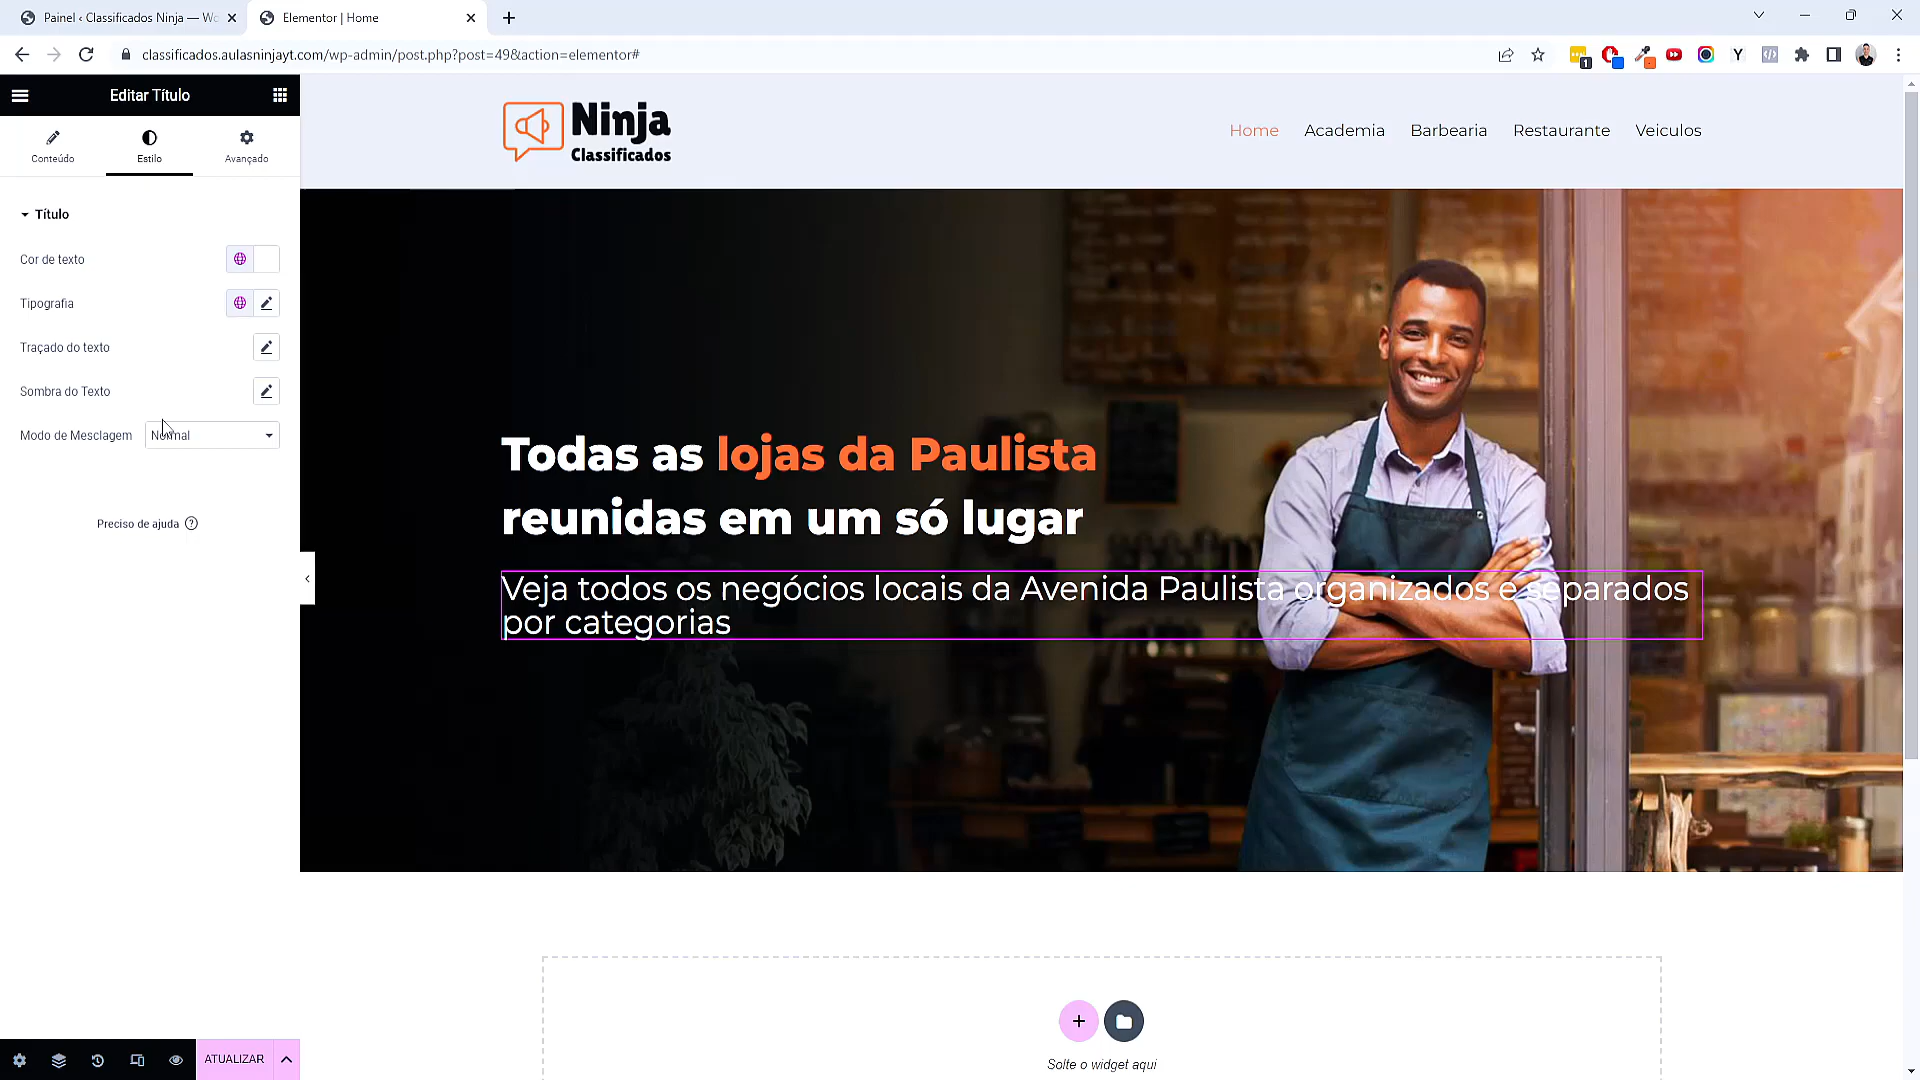 Painel ‹ Classificados Ninja — Wo
Elementor | Home
classificados.aulasninjayt.com/wp-admin/post.php?post=49&action=elementor#
1
Y
Editar Título
Conteúdo
Estilo
Avançado
Título
Cor de texto
Tipografia
Traçado do texto
Sombra do Texto
Modo de Mesclagem
Normal
Preciso de ajuda
ATUALIZAR
Ninja
Classificados
Home
Academia
Barbearia
Restaurante
Veiculos
Todas as lojas da Paulista
reunidas em um só lugar
Veja todos os negócios locais da Avenida Paulista organizados e separados
por categorias
Solte o widget aqui